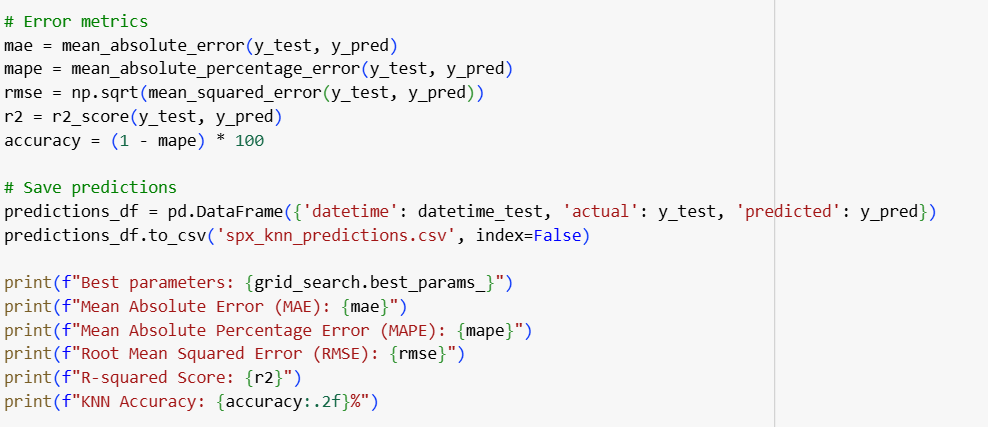 # Error metrics
mae = mean_absolute_error(y_test, y_pred)
mape = mean_absolute_percentage_error(y_test, y_pred)
rmse = np.sqrt(mean_squared_error(y_test, y_pred))
r2 = r2_score(y_test, y_pred)
accuracy = (1 - mape) * 100

# Save predictions
predictions_df = pd.DataFrame({'datetime': datetime_test, 'actual': y_test, 'predicted': y_pred})
predictions_df.to_csv('spx_knn_predictions.csv', index=False)

print(f"Best parameters: {grid_search.best_params_}")
print(f"Mean Absolute Error (MAE): {mae}")
print(f"Mean Absolute Percentage Error (MAPE): {mape}")
print(f"Root Mean Squared Error (RMSE): {rmse}")
print(f"R-squared Score: {r2}")
print(f"KNN Accuracy: {accuracy:.2f}%")